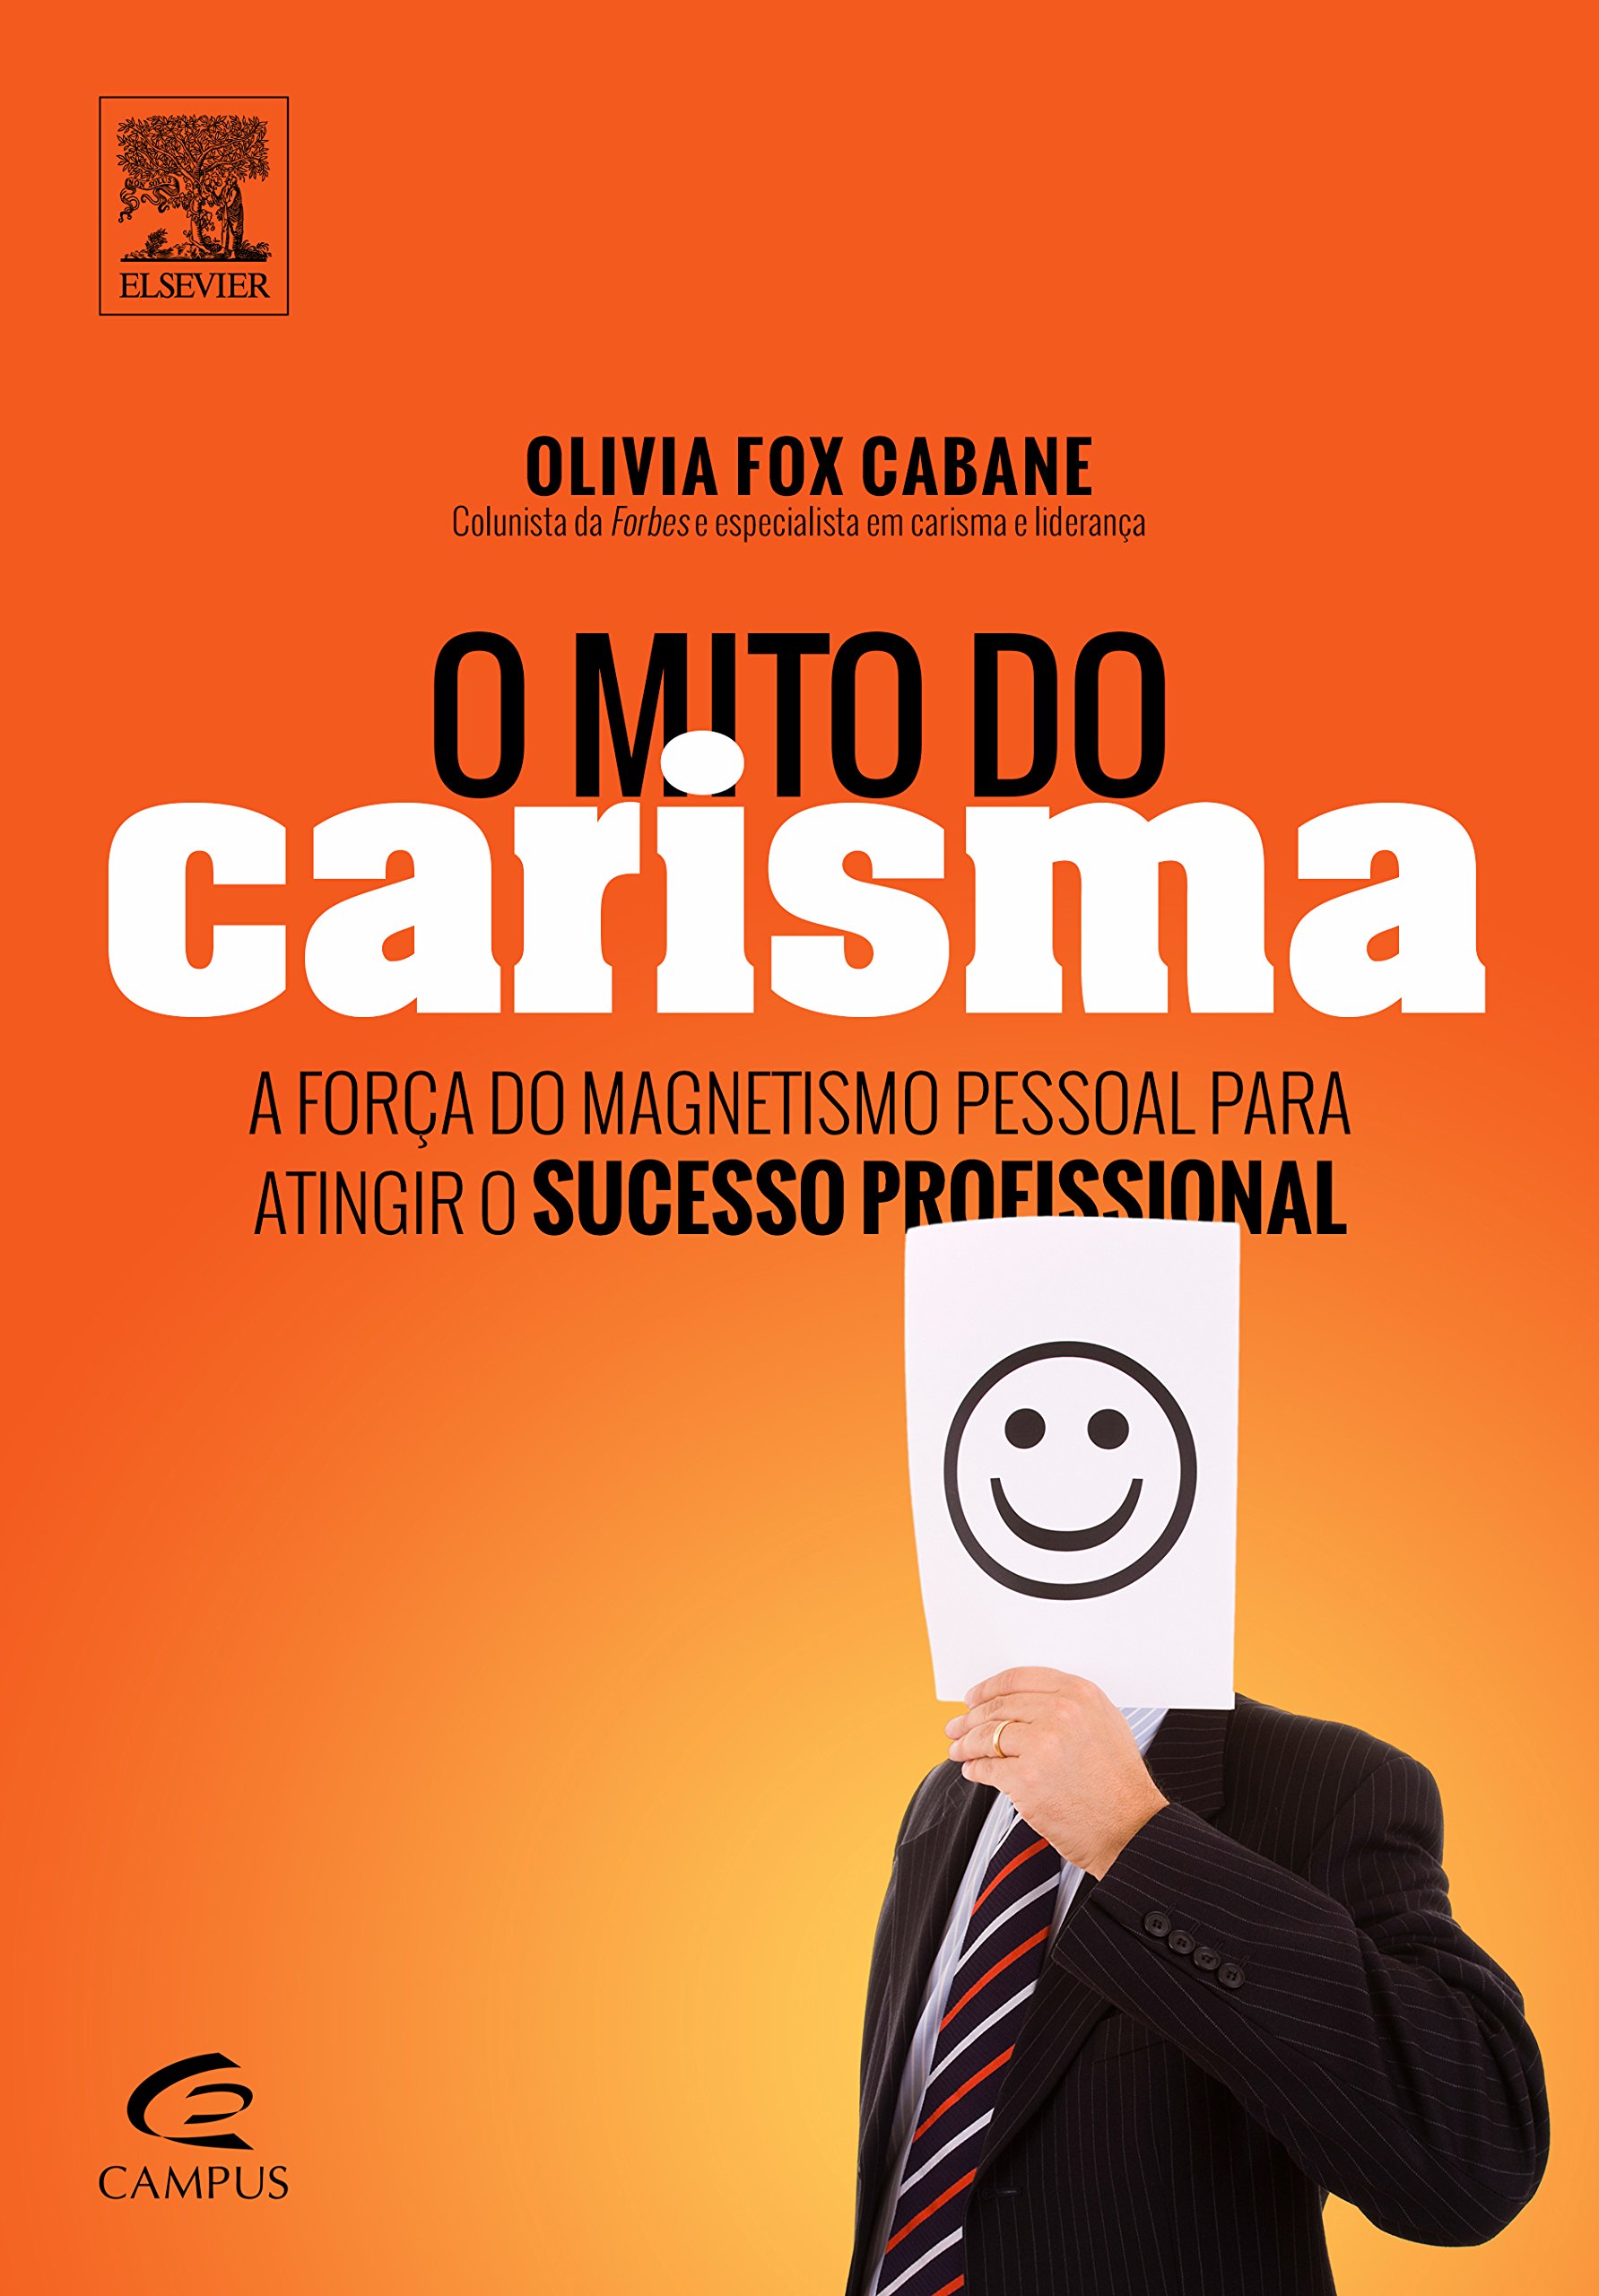 ELSEVIER
OLIVIA FOX CABANE
Colunista da Forbes e especialista em carisma e liderança
O MITO DO
carisma
A FORÇA DO MAGNETISMO PESSOAL PARA
ATINGIR O SUCESSO PROFISSIONAL
CAMPUS